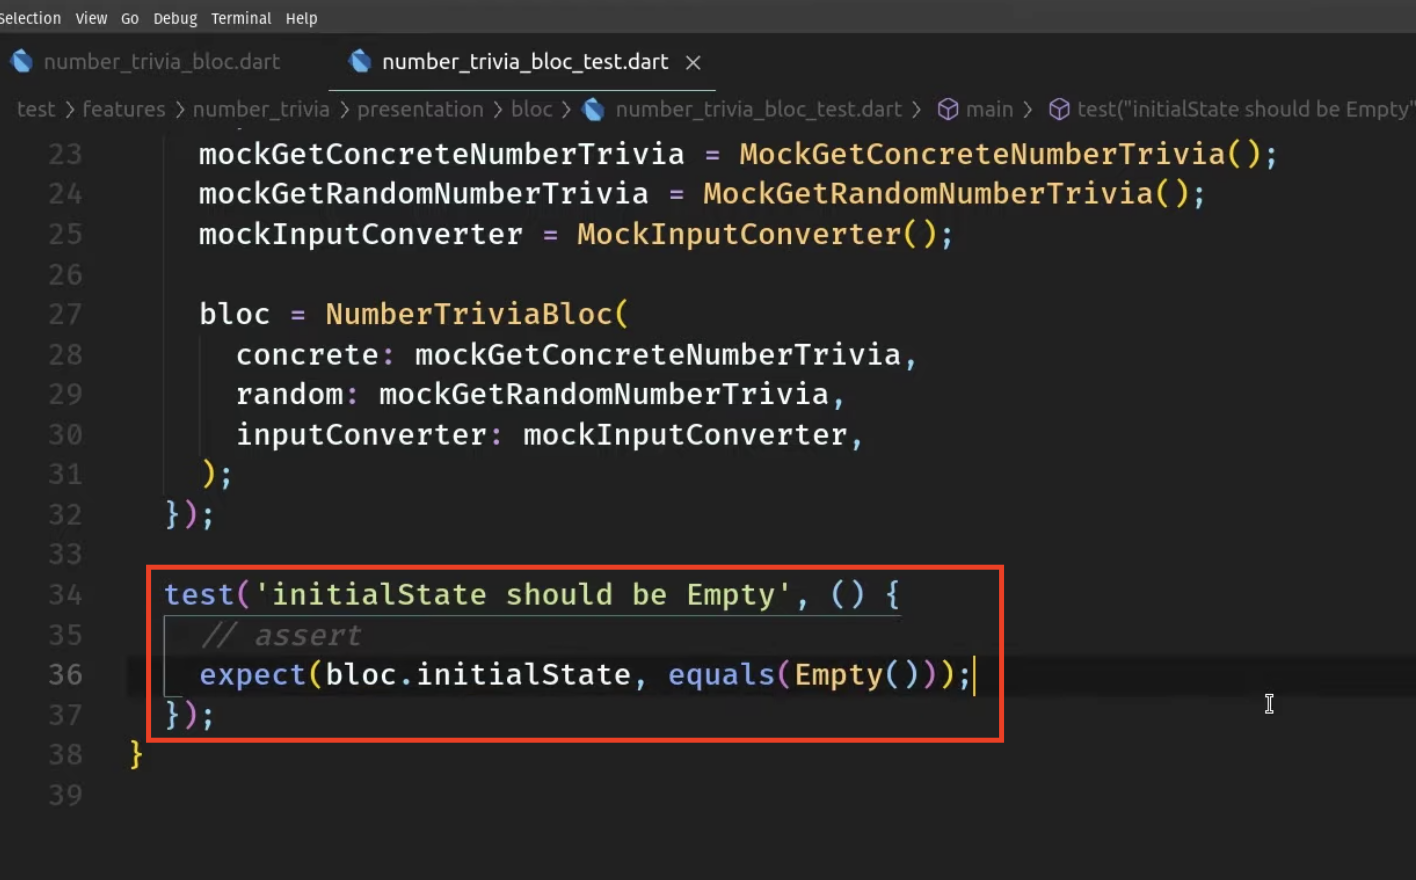 Selection View Go Debug Terminal Help
number_trivia_bloc.dart number_trivia_bloc_test.dart
test > features > number_trivia > presentation > bloc > number_trivia_bloc_test.dart > main > test("initialState should be Empty"
23 mockGetConcreteNumberTrivia = MockGetConcreteNumberTrivia();
24 mockGetRandomNumberTrivia = MockGetRandomNumberTrivia();
25 mockInputConverter = MockInputConverter();
26
27 bloc = NumberTriviaBloc(
28 concrete: mockGetConcreteNumberTrivia,
29 random: mockGetRandomNumberTrivia,
30 inputConverter: mockInputConverter,
31 );
32 });
33
34 test('initialState should be Empty', () {
35 // assert
36 expect(bloc.initialState, equals(Empty()));
37 });
38 }
39